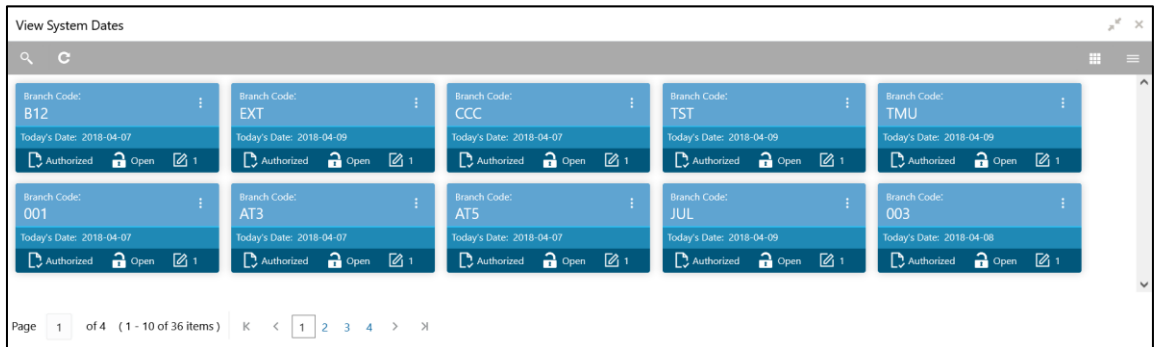 View System Dates
Branch Code: Branch Code: Branch Code: Branch Code: Branch Code:
B12 EXT CCC TST TMU
Today's Date: 2018-04-07 Today's Date: 2018-04-09 Today's Date: 2018-04-07 Today's Date: 2018-04-09 Today's Date: 2018-04-09
Authorized Open 1 Authorized Open 1 Authorized Open 1 Authorized Open 1 Authorized Open 1
Branch Code: Branch Code: Branch Code: Branch Code: Branch Code:
001 AT3 AT5 JUL 003
Today's Date: 2018-04-07 Today's Date: 2018-04-07 Today's Date: 2018-04-07 Today's Date: 2018-04-09 Today's Date: 2018-04-08
Authorized Open 1 Authorized Open 1 Authorized Open 1 Authorized Open 1 Authorized Open 1
Page 1 of 4 (1 - 10 of 36 items) 1 2 3 4